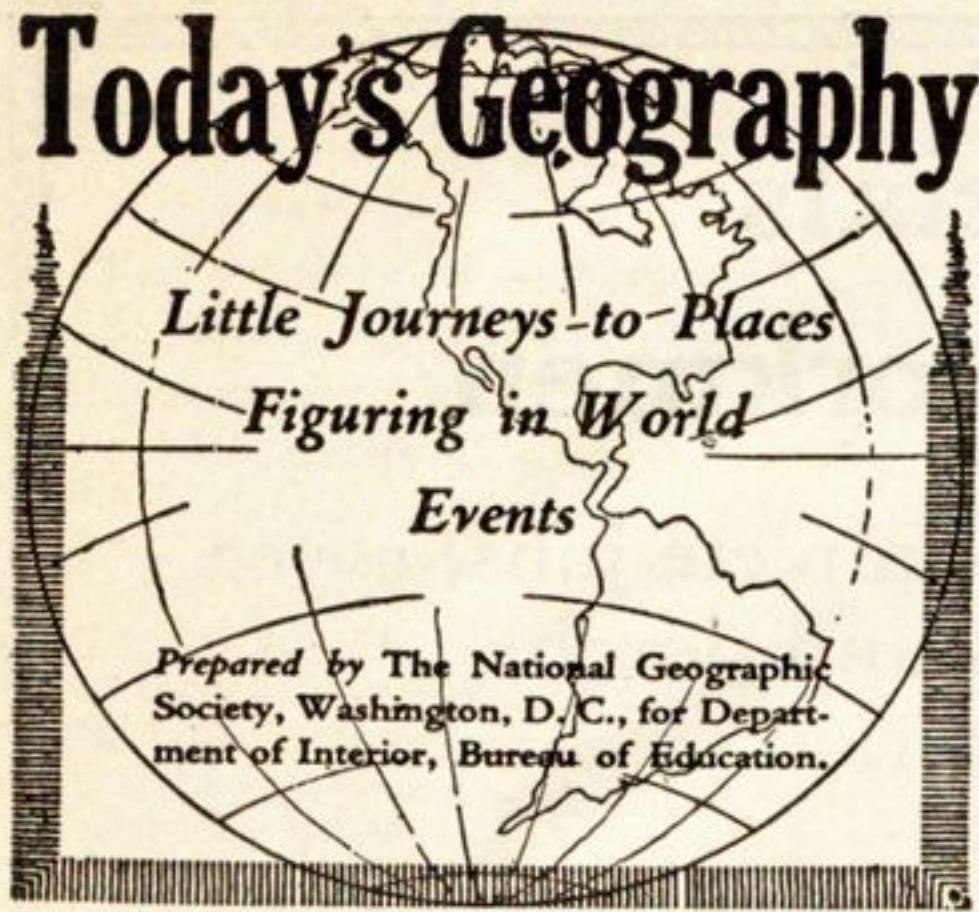 Today's Geography
Little Journeys to Places
Figuring in World
Events
Prepared by The National Geographic
Society, Washington, D. C., for Depart-
ment of Interior, Bureau of Education.